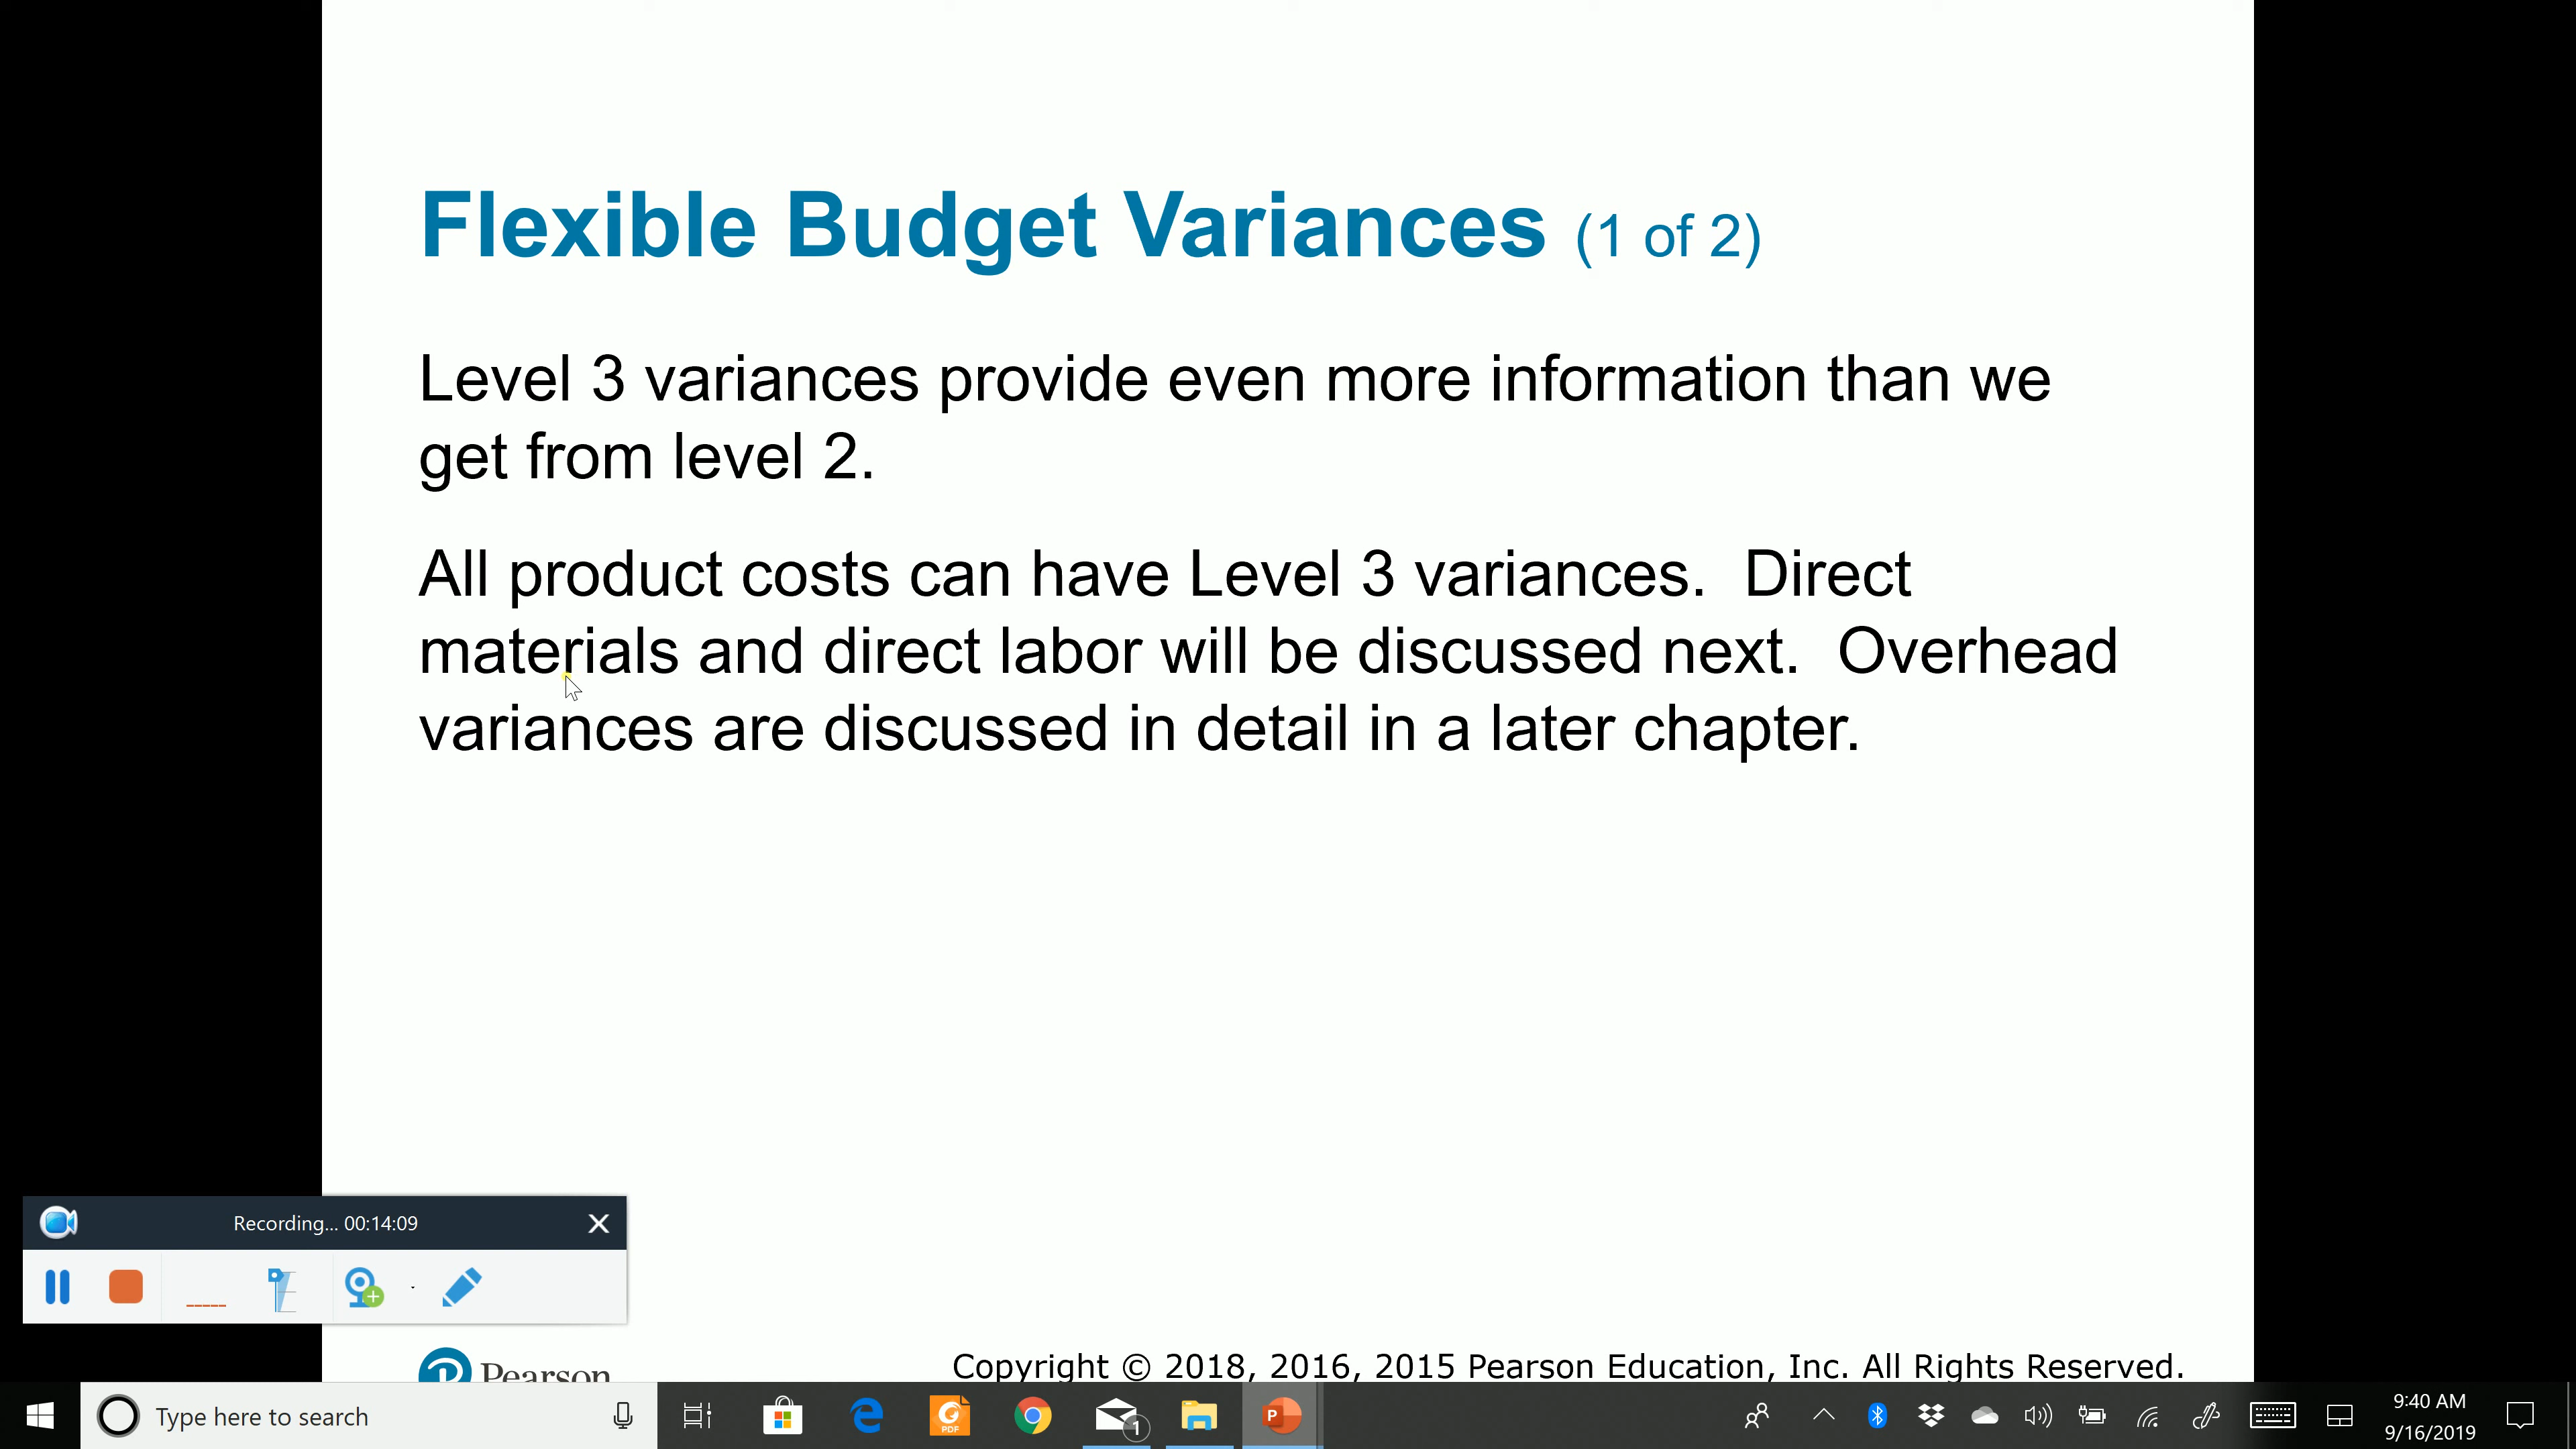 Flexible Budget Variances (1 of 2)
Level 3 variances provide even more information than we
get from level 2.
All product costs can have Level 3 variances.  Direct
materials and direct labor will be discussed next.  Overhead
variances are discussed in detail in a later chapter.
Recording... 00:14:09
Pearson
Copyright © 2018, 2016, 2015 Pearson Education, Inc. All Rights Reserved.
Type here to search
PDF
1
P
9:40 AM
9/16/2019